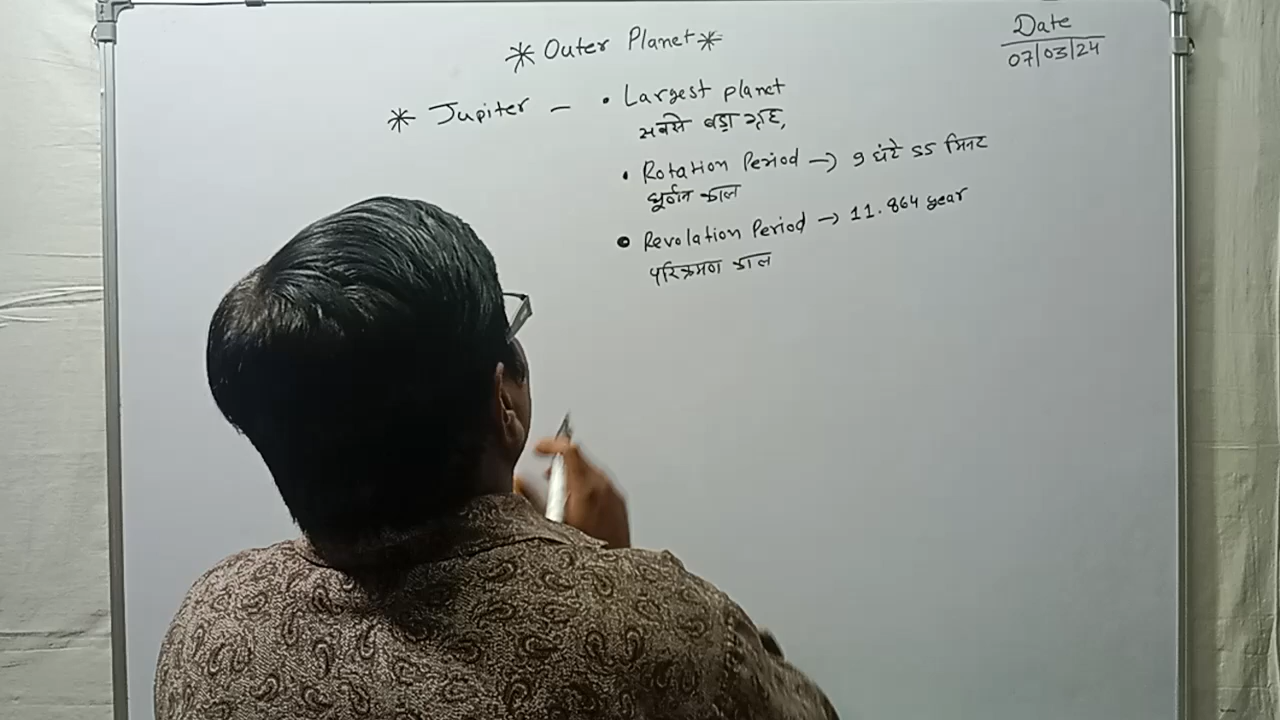 * Outer Planet *
Date
07/03/24
* Jupiter – • Largest planet
सबसे बड़ा ग्रह,
• Rotation Period → 9 घंटे 55 मिनट
घूर्णन काल
• Revolation Period → 11.864 year
परिक्रमण काल